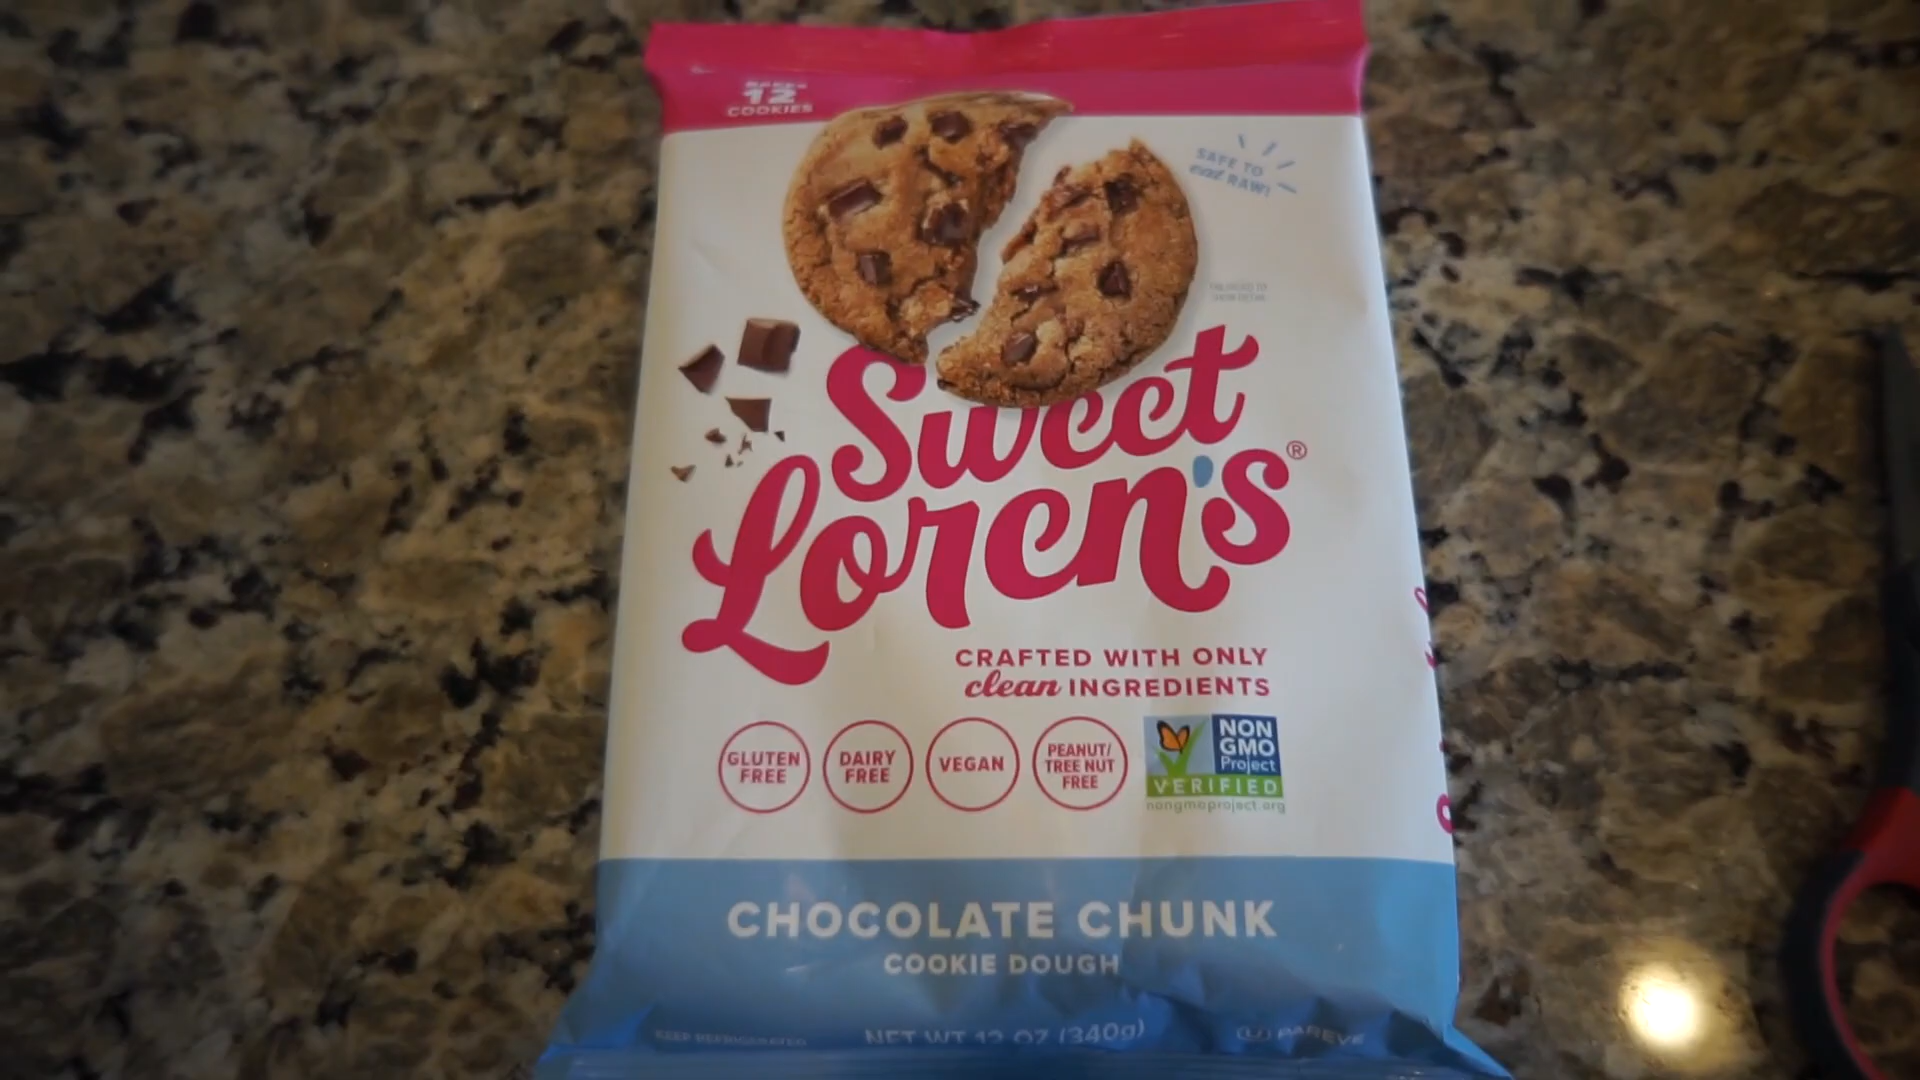 12
COOKIES
SAFE TO
eat RAW!
Sweet
Loren's®
CRAFTED WITH ONLY
clean INGREDIENTS
GLUTEN
FREE
DAIRY
FREE
VEGAN
PEANUT/
TREE NUT
FREE
NON
GMO
Project
VERIFIED
nongmoproject.org
CHOCOLATE CHUNK
COOKIE DOUGH
KEEP REFRIGERATED
NET WT 12 OZ (340g)
U PAREVE